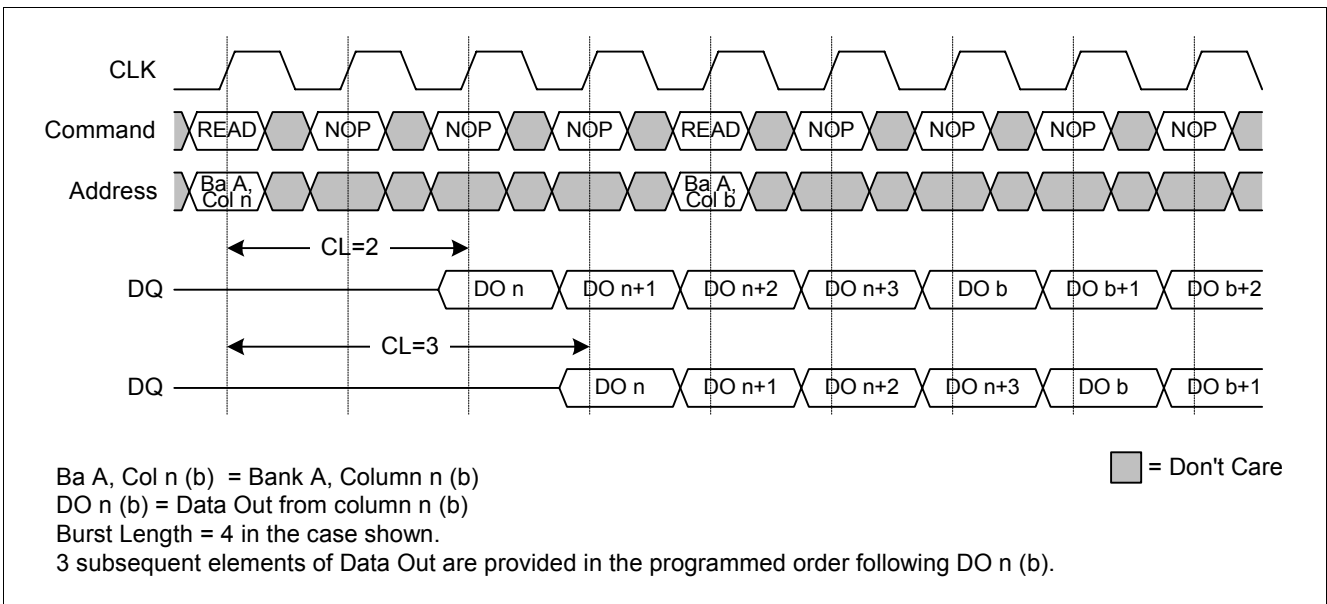 CLK
Command READ NOP NOP NOP READ NOP NOP NOP NOP
Address Ba A, Col n Ba A, Col b
CL=2
DQ DO n DO n+1 DO n+2 DO n+3 DO b DO b+1 DO b+2
CL=3
DQ DO n DO n+1 DO n+2 DO n+3 DO b DO b+1
Ba A, Col n (b) = Bank A, Column n (b)
= Don't Care
DO n (b) = Data Out from column n (b)
Burst Length = 4 in the case shown.
3 subsequent elements of Data Out are provided in the programmed order following DO n (b).